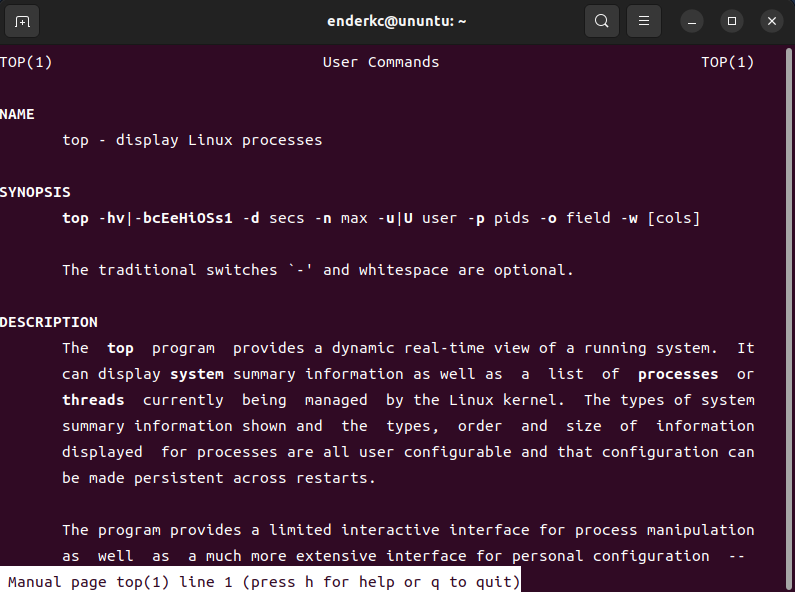 enderkc@ununtu: ~
TOP(1) User Commands TOP(1)
NAME
top - display Linux processes
SYNOPSIS
top -hv|-bcEeHiOSs1 -d secs -n max -u|U user -p pids -o field -w [cols]
The traditional switches `-' and whitespace are optional.
DESCRIPTION
The top program provides a dynamic real-time view of a running system. It
can display system summary information as well as a list of processes or
threads currently being managed by the Linux kernel. The types of system
summary information shown and the types, order and size of information
displayed for processes are all user configurable and that configuration can
be made persistent across restarts.
The program provides a limited interactive interface for process manipulation
as well as a much more extensive interface for personal configuration --
Manual page top(1) line 1 (press h for help or q to quit)